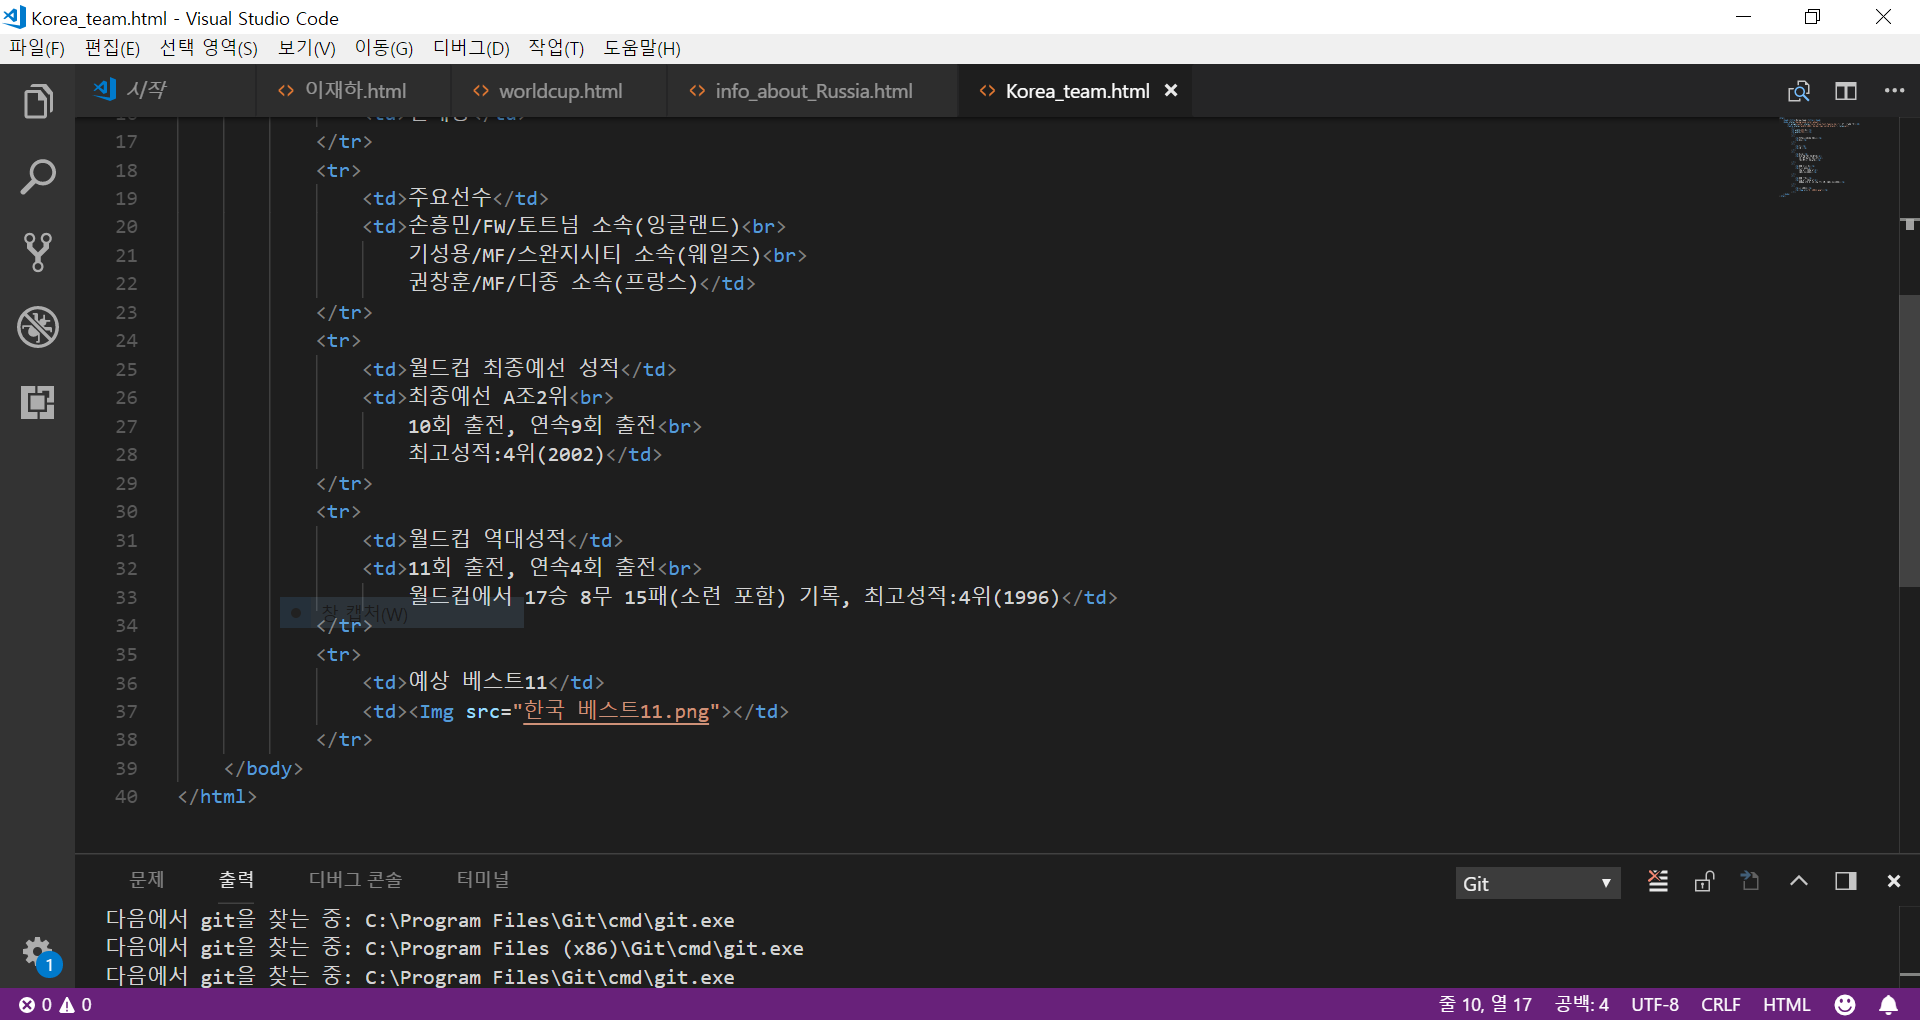 Korea_team.html - Visual Studio Code
파일(F) 편집(E) 선택 영역(S) 보기(V) 이동(G) 디버그(D) 작업(T) 도움말(H)
시작 <> 이재하.html <> worldcup.html <> info_about_Russia.html <> Korea_team.html
17 </tr>
18 <tr>
19 <td>주요선수</td>
20 <td>손흥민/FW/토트넘 소속(잉글랜드)<br>
21 기성용/MF/스완지시티 소속(웨일즈)<br>
22 권창훈/MF/디종 소속(프랑스)</td>
23 </tr>
24 <tr>
25 <td>월드컵 최종예선 성적</td>
26 <td>최종예선 A조2위<br>
27 10회 출전, 연속9회 출전<br>
28 최고성적:4위(2002)</td>
29 </tr>
30 <tr>
31 <td>월드컵 역대성적</td>
32 <td>11회 출전, 연속4회 출전<br>
33 월드컵에서 17승 8무 15패(소련 포함) 기록, 최고성적:4위(1996)</td>
창 캡처(W)
34 </tr>
35 <tr>
36 <td>예상 베스트11</td>
37 <td><Img src="한국 베스트11.png"></td>
38 </tr>
39 </body>
40 </html>
문제 출력 디버그 콘솔 터미널 Git
다음에서 git을 찾는 중: C:\Program Files\Git\cmd\git.exe
다음에서 git을 찾는 중: C:\Program Files (x86)\Git\cmd\git.exe
다음에서 git을 찾는 중: C:\Program Files\Git\cmd\git.exe
1
0 0 줄 10, 열 17 공백: 4 UTF-8 CRLF HTML